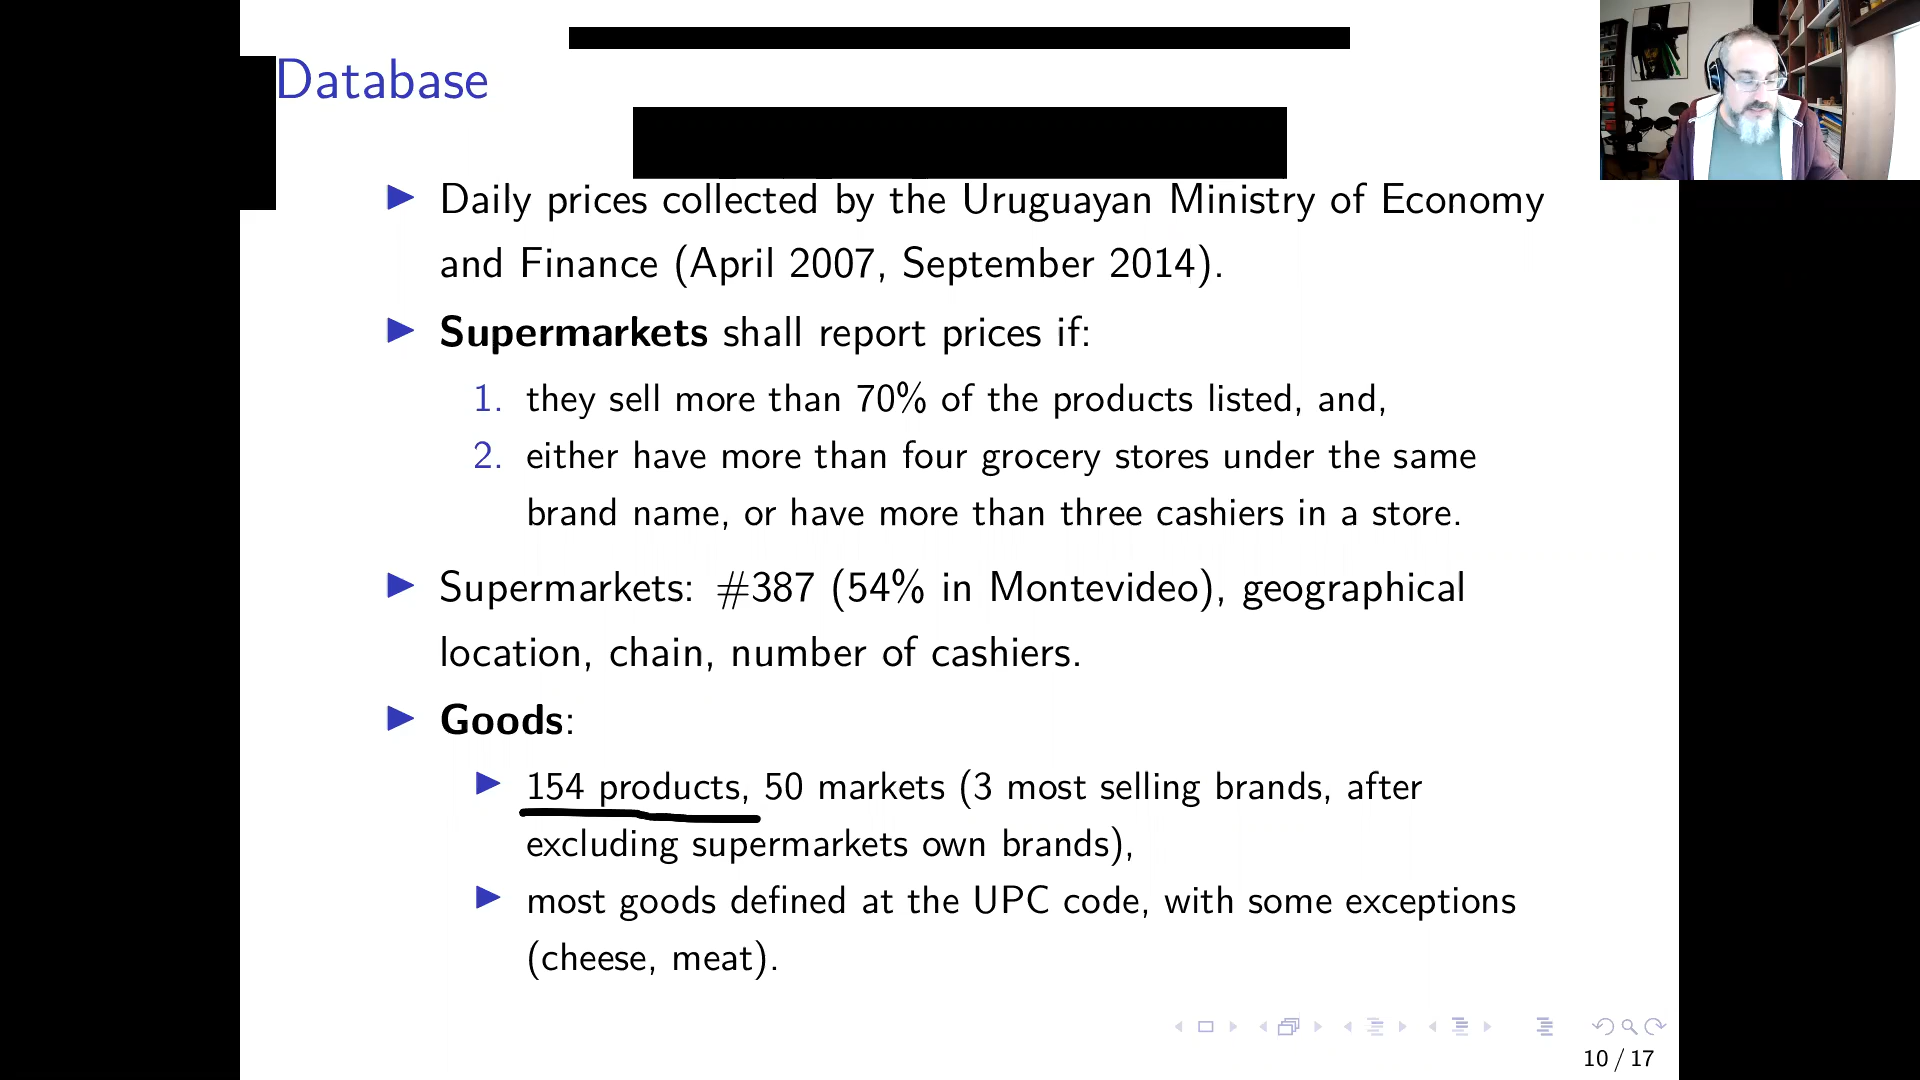 Database
Daily prices collected by the Uruguayan Ministry of Economy
and Finance (April 2007, September 2014).
Supermarkets shall report prices if:
1. they sell more than 70% of the products listed, and,
2. either have more than four grocery stores under the same
brand name, or have more than three cashiers in a store.
Supermarkets: #387 (54% in Montevideo), geographical
location, chain, number of cashiers.
Goods:
154 products, 50 markets (3 most selling brands, after
excluding supermarkets own brands),
most goods defined at the UPC code, with some exceptions
(cheese, meat).
10 / 17